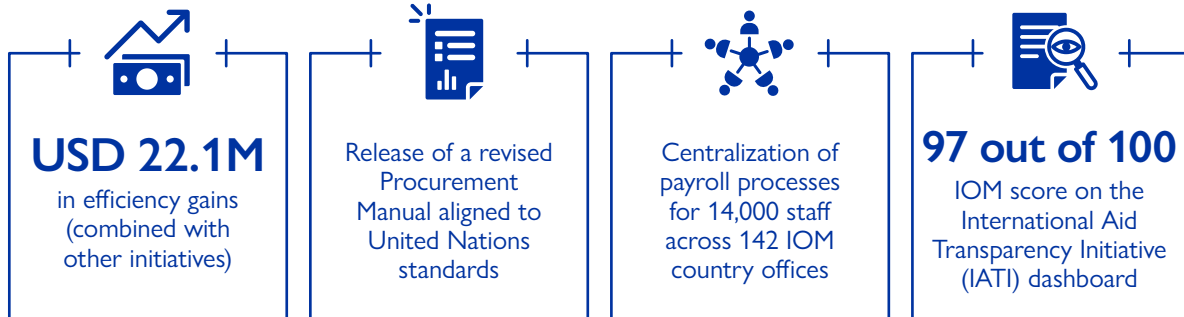 USD 22.1M
in efficiency gains
(combined with
other initiatives)
Release of a revised
Procurement
Manual aligned to
United Nations
standards
Centralization of
payroll processes
for 14,000 staff
across 142 IOM
country offices
97 out of 100
IOM score on the
International Aid
Transparency Initiative
(IATI) dashboard